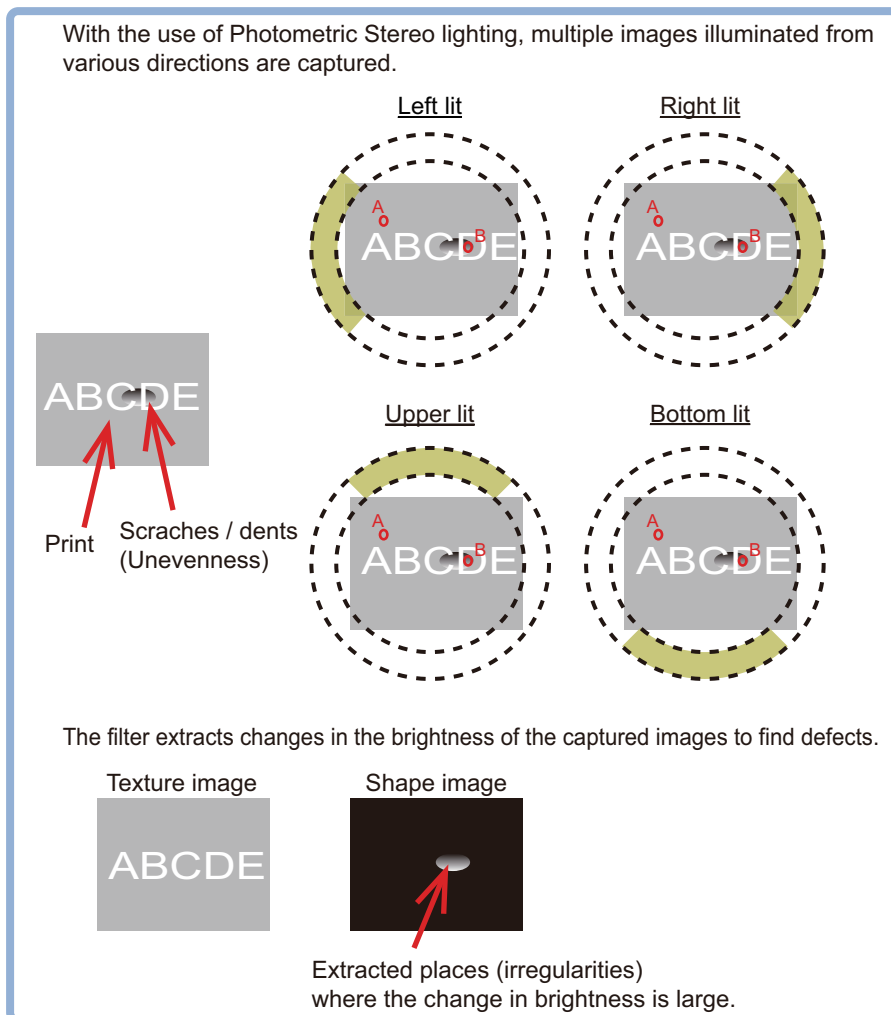 With the use of Photometric Stereo lighting, multiple images illuminated from
various directions are captured.
Left lit
Right lit
A
ABCDE
B
A
ABCDE
B
ABCDE
Print
Scraches / dents
(Unevenness)
Upper lit
Bottom lit
A
ABCDE
B
A
ABCDE
B
The filter extracts changes in the brightness of the captured images to find defects.
Texture image
Shape image
ABCDE
Extracted places (irregularities)
where the change in brightness is large.